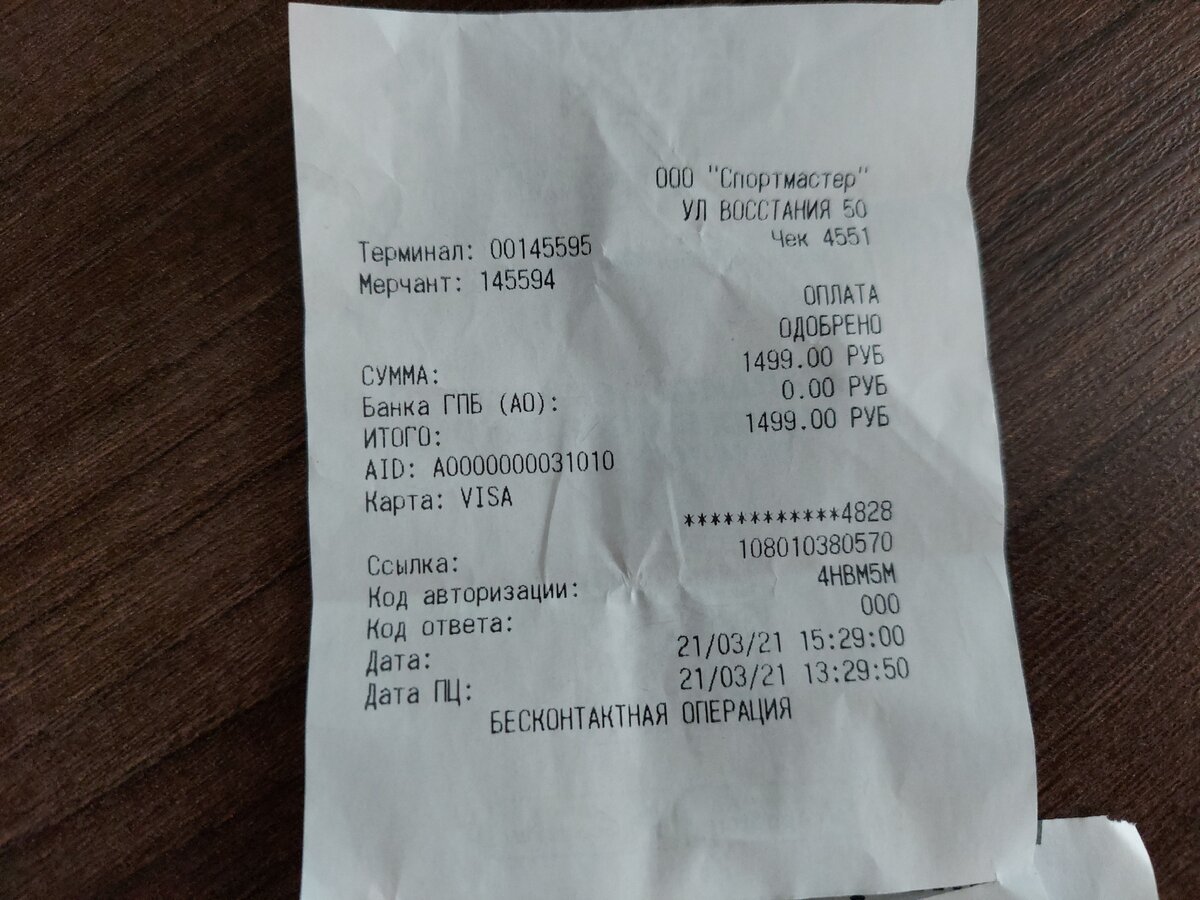 ООО "Спортмастер"
УЛ ВОССТАНИЯ 50
Чек 4551
Терминал: 00145595
Мерчант: 145594
ОПЛАТА
ОДОБРЕНО
СУММА: 1499.00 РУБ
Банка ГПБ (АО): 0.00 РУБ
ИТОГО: 1499.00 РУБ
AID: A0000000031010
Карта: VISA
************4828
Ссылка: 108010380570
Код авторизации: 4HBM5M
Код ответа: 000
Дата: 21/03/21 15:29:00
Дата ПЦ: 21/03/21 13:29:50
БЕСКОНТАКТНАЯ ОПЕРАЦИЯ